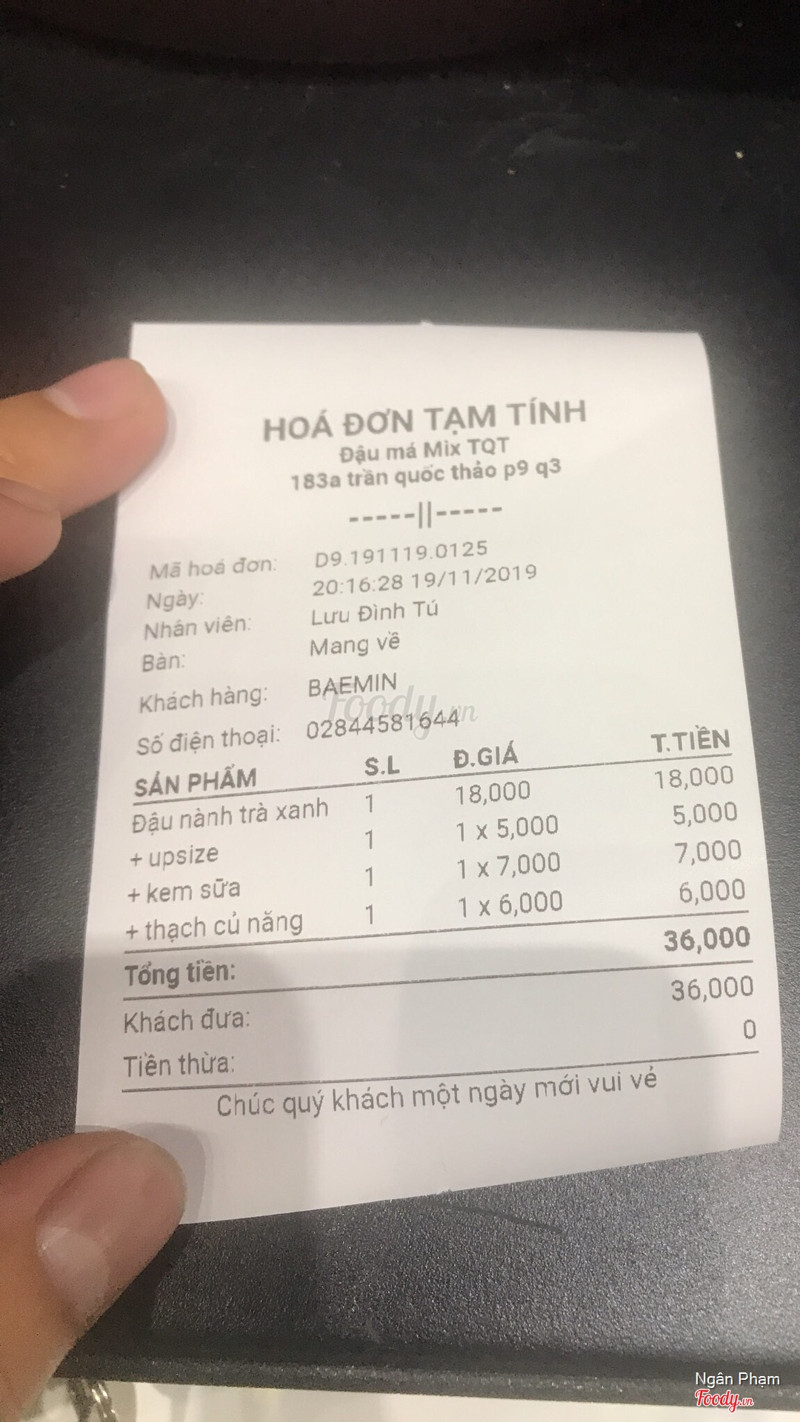 HOÁ ĐƠN TẠM TÍNH
Đậu má Mix TQT
183a trần quốc thảo p9 q3
-----||-----
Mã hoá đơn: D9.191119.0125
Ngày: 20:16:28 19/11/2019
Nhân viên: Lưu Đình Tú
Bàn: Mang về
Khách hàng: BAEMIN
Số điện thoại: 02844581644
SẢN PHẨM S.L Đ.GIÁ T.TIỀN
Đậu nành trà xanh 1 18,000 18,000
+ upsize 1 1 x 5,000 5,000
+ kem sữa 1 1 x 7,000 7,000
+ thạch củ năng 1 1 x 6,000 6,000
Tổng tiền: 36,000
Khách đưa: 36,000
Tiền thừa: 0
Chúc quý khách một ngày mới vui vẻ
Foody.vn
Ngân Phạm
Foody.vn